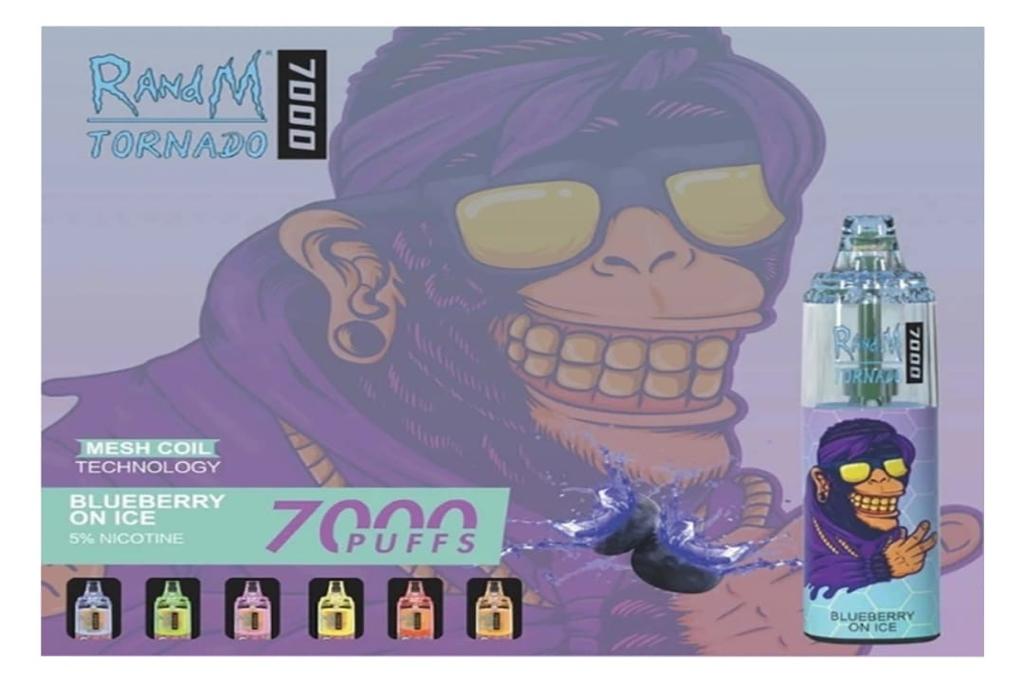 RANDM
TORNADO
7000
RANDM
TORNADO
7000
MESH COIL
TECHNOLOGY
BLUEBERRY
ON ICE
5% NICOTINE
7000
PUFFS
BLUEBERRY
ON ICE